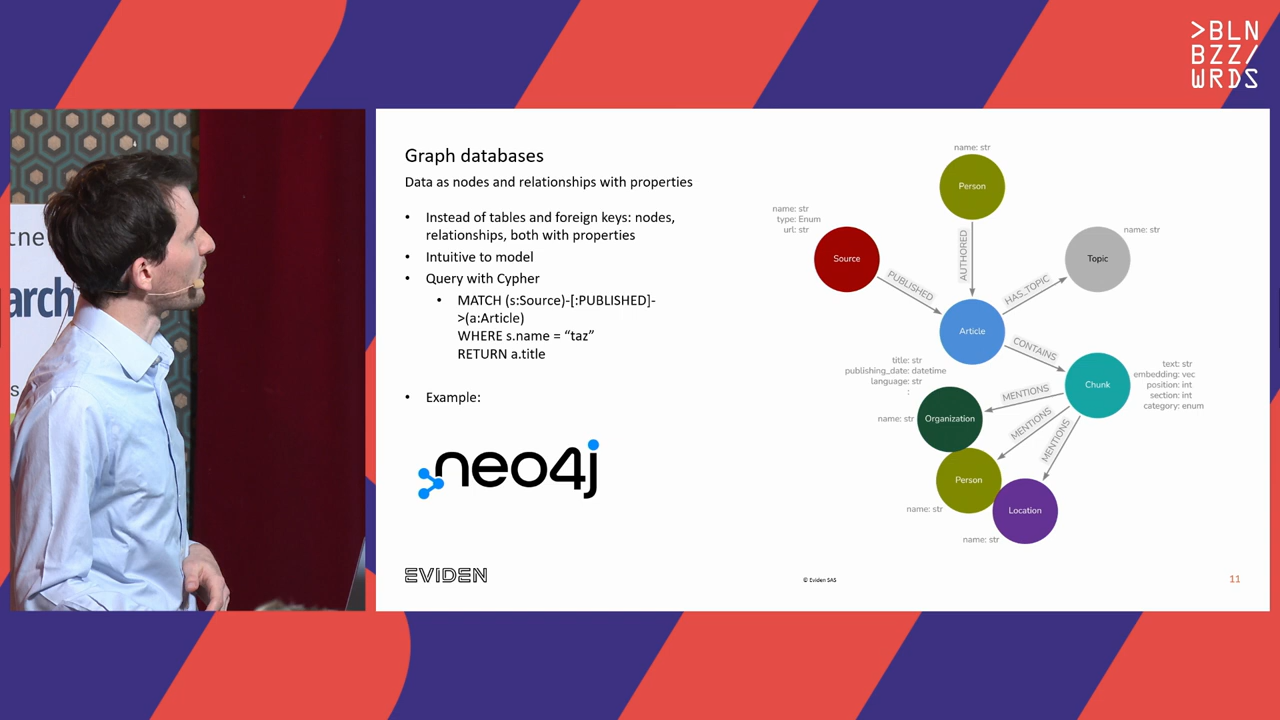 >BLN
BZZ/
WRDS
tne
arch
s
Graph databases
Data as nodes and relationships with properties
• Instead of tables and foreign keys: nodes,
relationships, both with properties
• Intuitive to model
• Query with Cypher
• MATCH (s:Source)-[:PUBLISHED]-
>(a:Article)
WHERE s.name = “taz”
RETURN a.title
• Example:
neo4j
EVIDEN
© Eviden SAS
11
name: str
Person
name: str
type: Enum
url: str
Source
AUTHORED
name: str
Topic
PUBLISHED
HAS_TOPIC
Article
CONTAINS
title: str
publishing_date: datetime
language: str
:
Chunk
text: str
embedding: vec
position: int
section: int
category: enum
MENTIONS
MENTIONS
MENTIONS
name: str
Organization
Person
name: str
Location
name: str